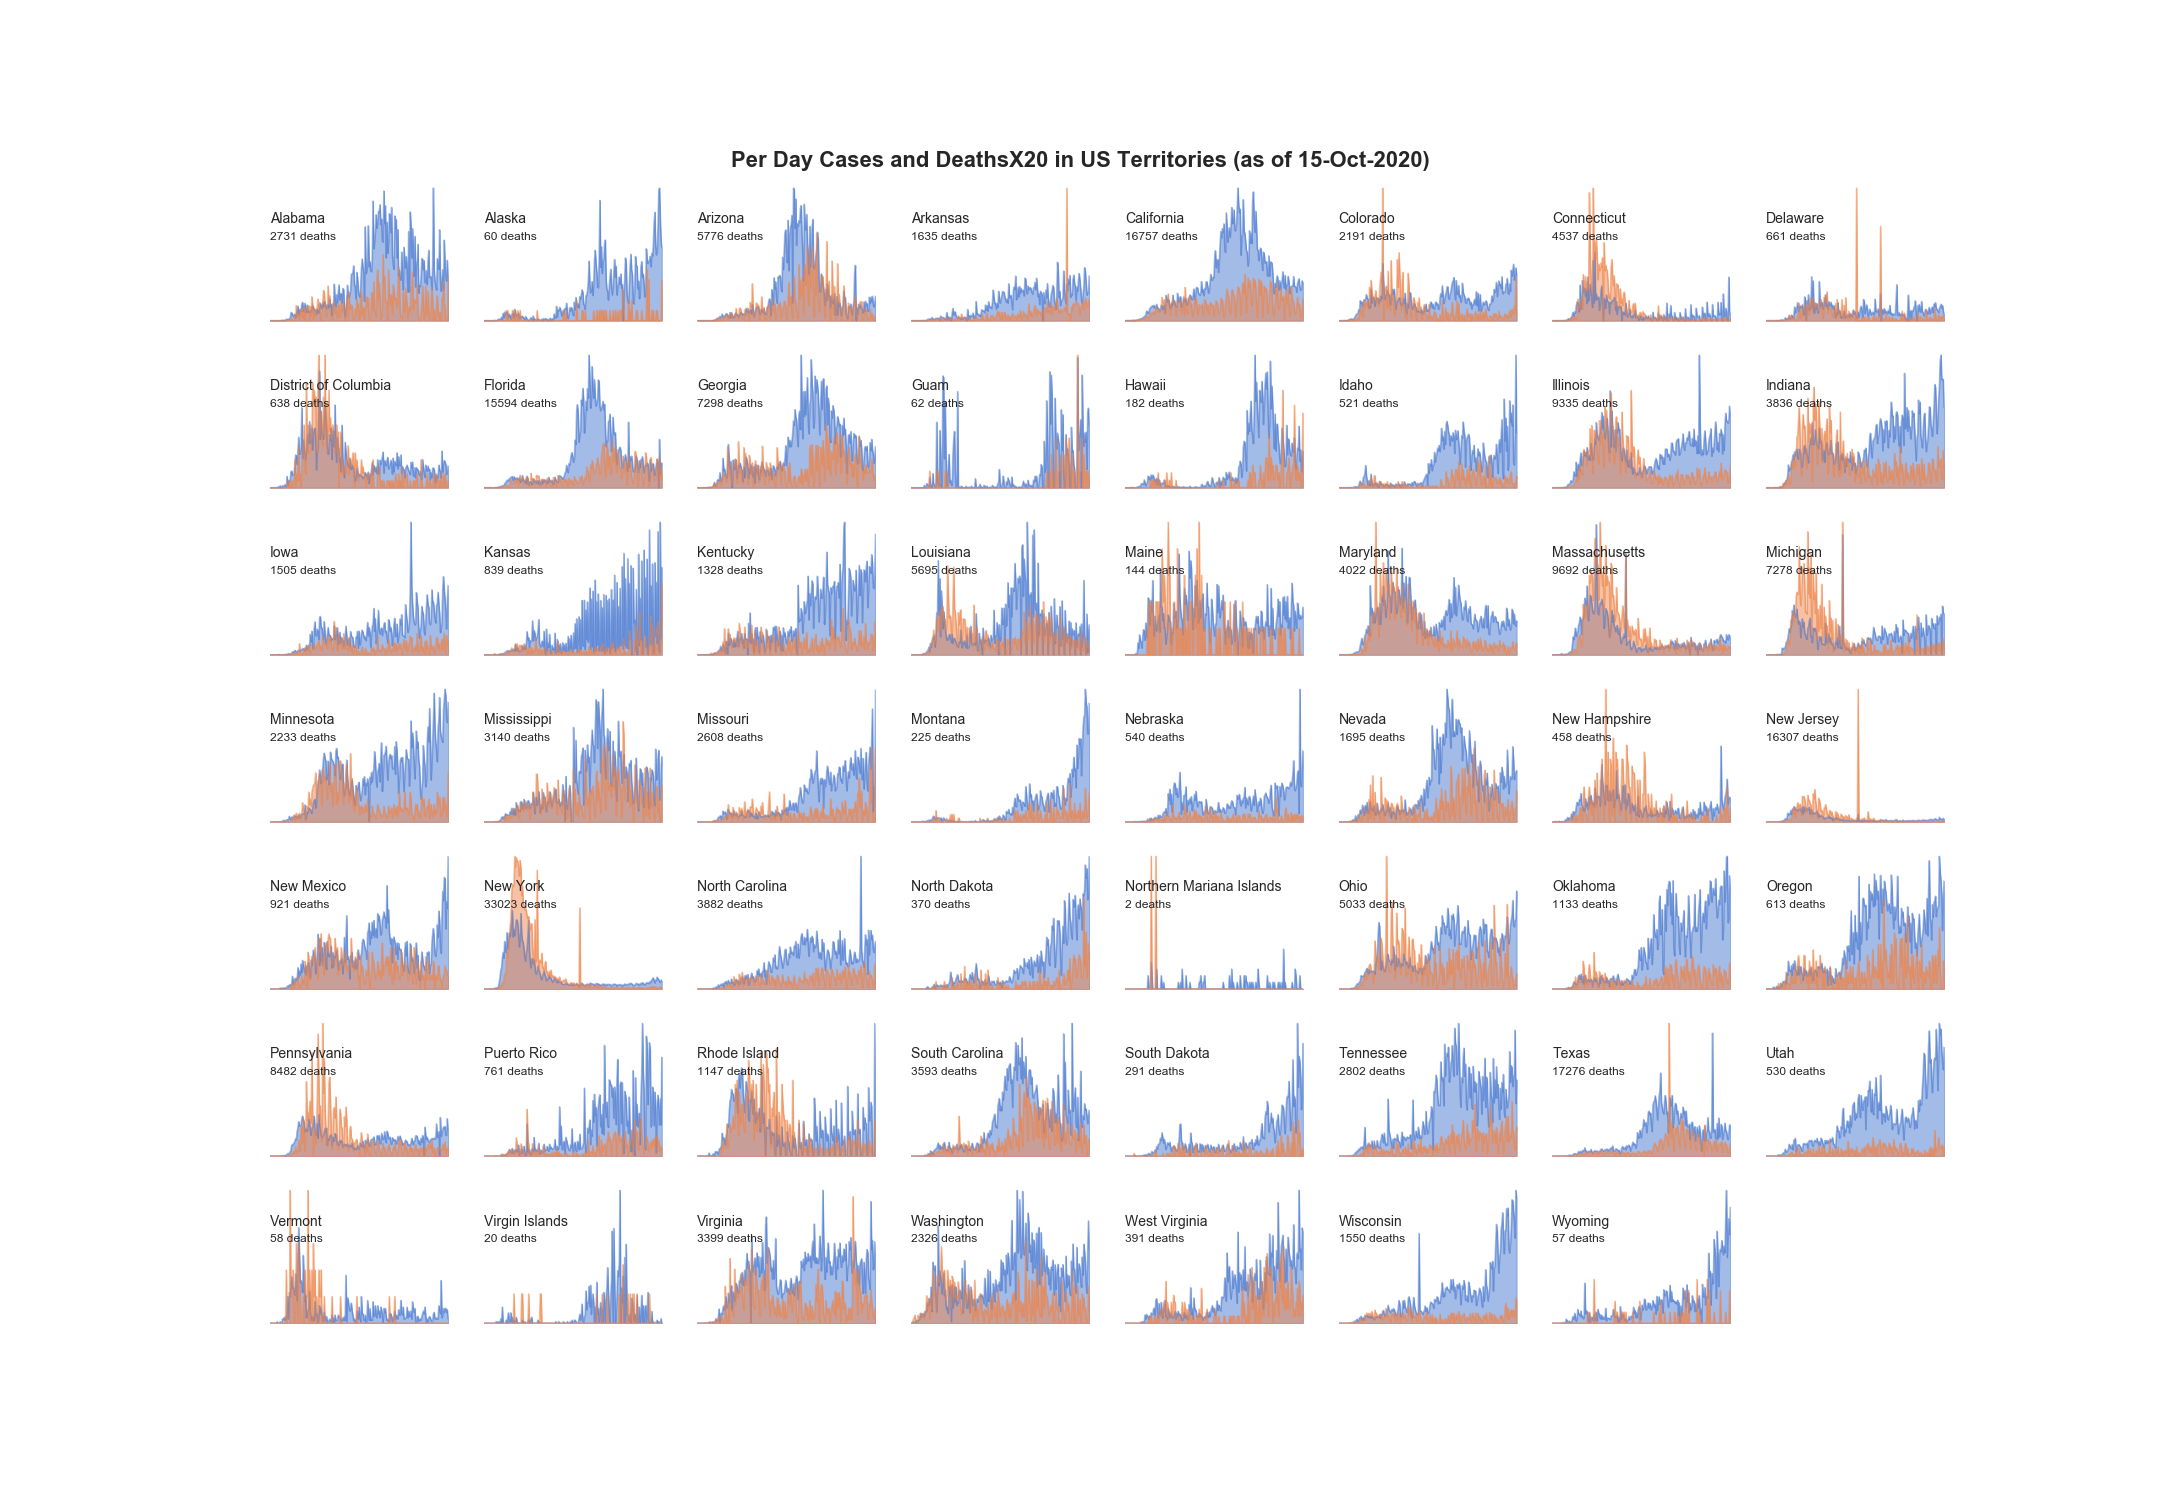 Per Day Cases and DeathsX20 in US Territories (as of 15-Oct-2020)
Alabama
2731 deaths
Alaska
60 deaths
Arizona
5776 deaths
Arkansas
1635 deaths
California
16757 deaths
Colorado
2191 deaths
Connecticut
4537 deaths
Delaware
661 deaths
District of Columbia
638 deaths
Florida
15594 deaths
Georgia
7298 deaths
Guam
62 deaths
Hawaii
182 deaths
Idaho
521 deaths
Illinois
9335 deaths
Indiana
3836 deaths
Iowa
1505 deaths
Kansas
839 deaths
Kentucky
1328 deaths
Louisiana
5695 deaths
Maine
144 deaths
Maryland
4022 deaths
Massachusetts
9692 deaths
Michigan
7278 deaths
Minnesota
2233 deaths
Mississippi
3140 deaths
Missouri
2608 deaths
Montana
225 deaths
Nebraska
540 deaths
Nevada
1695 deaths
New Hampshire
458 deaths
New Jersey
16307 deaths
New Mexico
921 deaths
New York
33023 deaths
North Carolina
3882 deaths
North Dakota
370 deaths
Northern Mariana Islands
2 deaths
Ohio
5033 deaths
Oklahoma
1133 deaths
Oregon
613 deaths
Pennsylvania
8482 deaths
Puerto Rico
761 deaths
Rhode Island
1147 deaths
South Carolina
3593 deaths
South Dakota
291 deaths
Tennessee
2802 deaths
Texas
17276 deaths
Utah
530 deaths
Vermont
58 deaths
Virgin Islands
20 deaths
Virginia
3399 deaths
Washington
2326 deaths
West Virginia
391 deaths
Wisconsin
1550 deaths
Wyoming
57 deaths